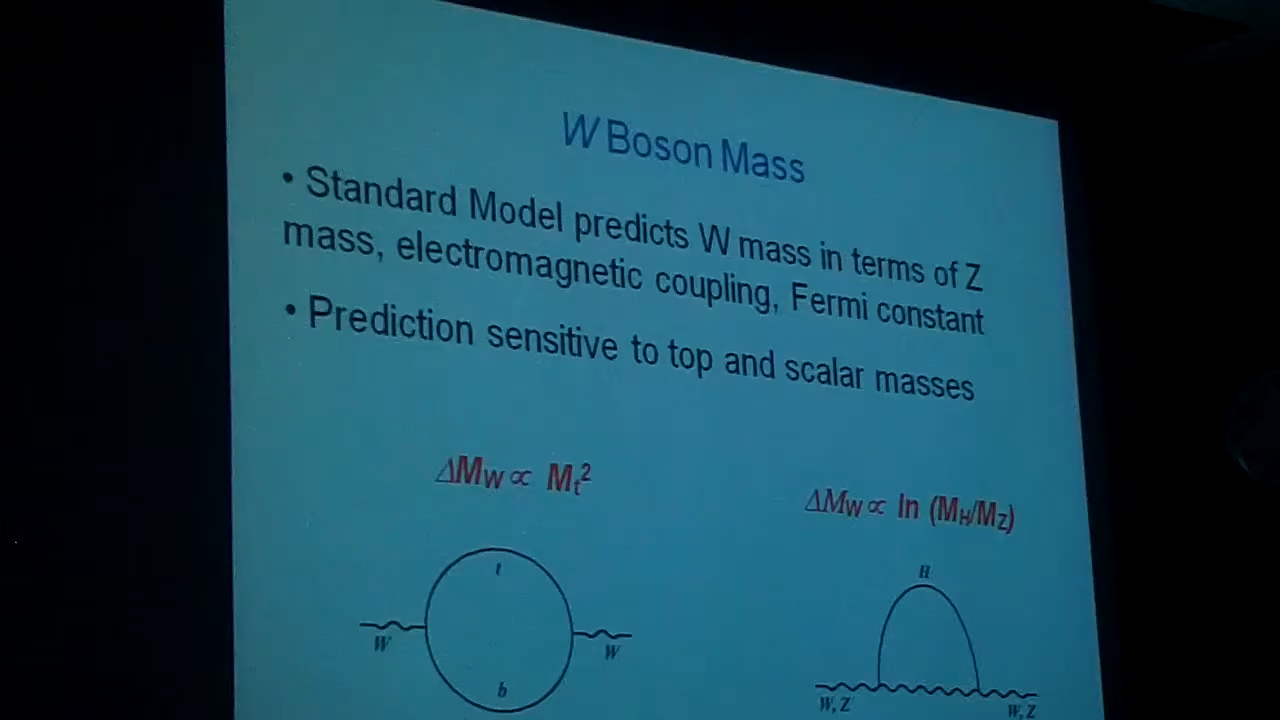 W Boson Mass
• Standard Model predicts W mass in terms of Z
mass, electromagnetic coupling, Fermi constant
• Prediction sensitive to top and scalar masses
ΔMW ∝ Mt²
ΔMW ∝ ln (MH/MZ)
t
H
W
W
b
W, Z
W, Z